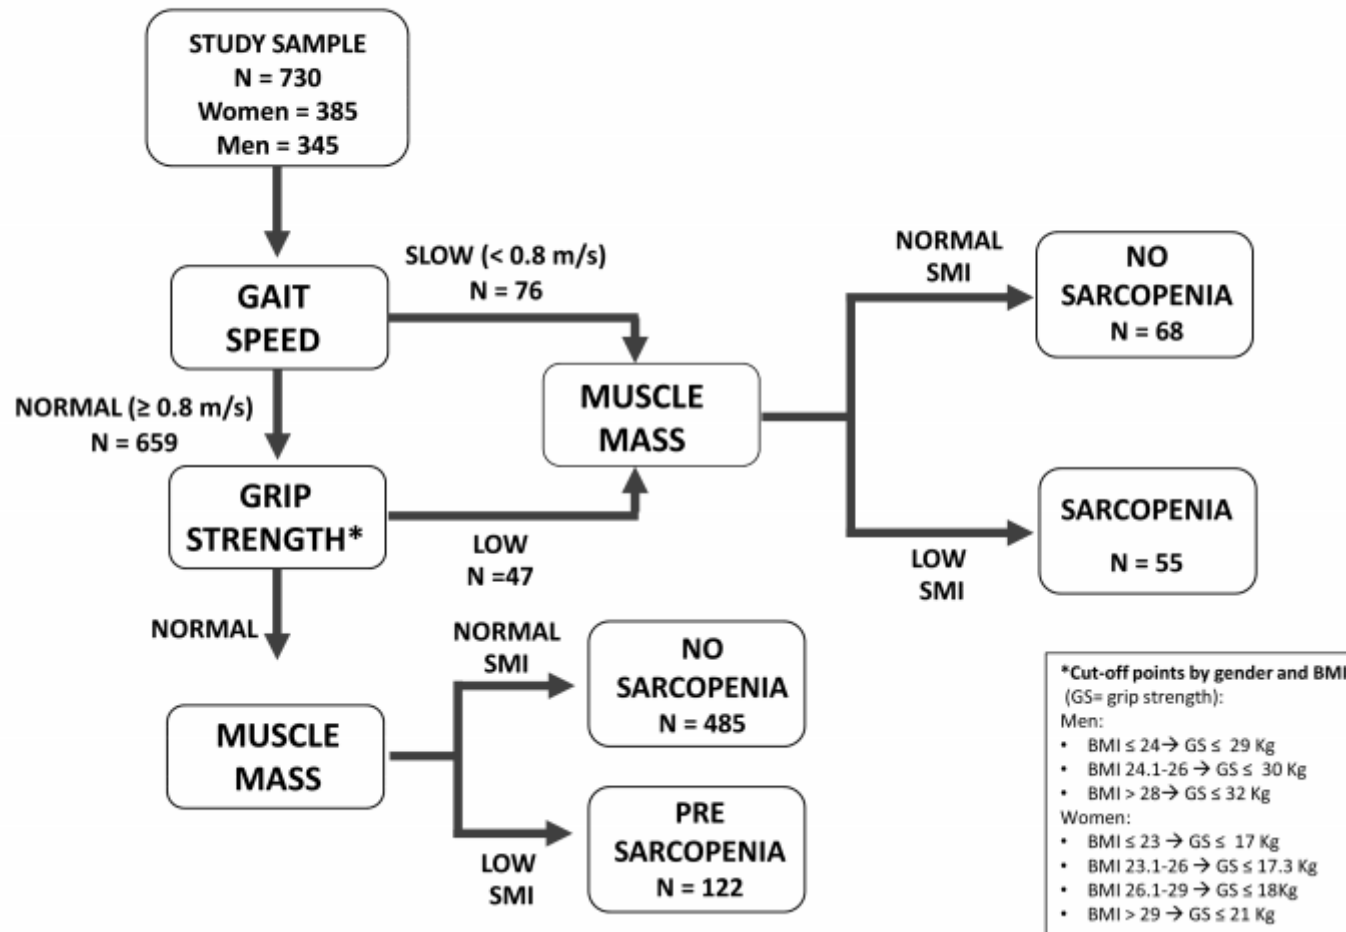 STUDY SAMPLE
N = 730
Women = 385
Men = 345
GAIT
SPEED
SLOW (< 0.8 m/s)
N = 76
NORMAL (≥ 0.8 m/s)
N = 659
GRIP
STRENGTH*
LOW
N =47
NORMAL
MUSCLE
MASS
NORMAL
SMI
NO
SARCOPENIA
N = 68
LOW
SMI
SARCOPENIA
N = 55
MUSCLE
MASS
NORMAL
SMI
NO
SARCOPENIA
N = 485
LOW
SMI
PRE
SARCOPENIA
N = 122
*Cut-off points by gender and BMI
(GS= grip strength):
Men:
• BMI ≤ 24→ GS ≤ 29 Kg
• BMI 24.1-26 → GS ≤ 30 Kg
• BMI > 28→ GS ≤ 32 Kg
Women:
• BMI ≤ 23 → GS ≤ 17 Kg
• BMI 23.1-26 → GS ≤ 17.3 Kg
• BMI 26.1-29 → GS ≤ 18Kg
• BMI > 29 → GS ≤ 21 Kg